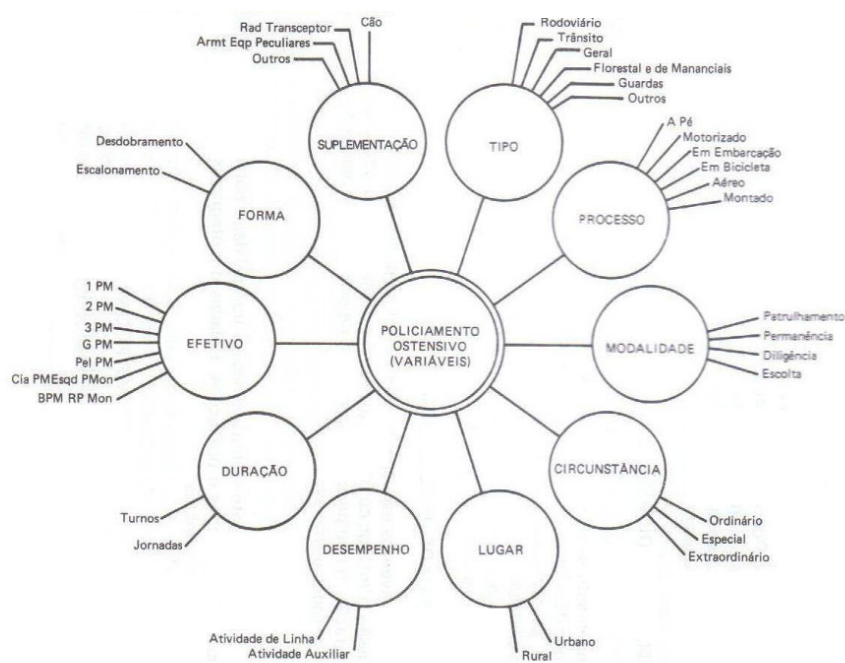 Cão
Rad Transceptor
Armt Eqp Peculiares
Outros
SUPLEMENTAÇÃO
Rodoviário
Trânsito
Geral
Florestal e de Mananciais
Guardas
Outros
TIPO
A Pé
Motorizado
Em Embarcação
Em Bicicleta
Aéreo
Montado
PROCESSO
Patrulhamento
Permanência
Diligência
Escolta
MODALIDADE
Ordinário
Especial
Extraordinário
CIRCUNSTÂNCIA
Urbano
Rural
LUGAR
Atividade de Linha
Atividade Auxiliar
DESEMPENHO
Turnos
Jornadas
DURAÇÃO
1 PM
2 PM
3 PM
G PM
Pel PM
Cia PMEsqd PMon
BPM RP Mon
EFETIVO
Desdobramento
Escalonamento
FORMA
POLICIAMENTO
OSTENSIVO
(VARIÁVEIS)